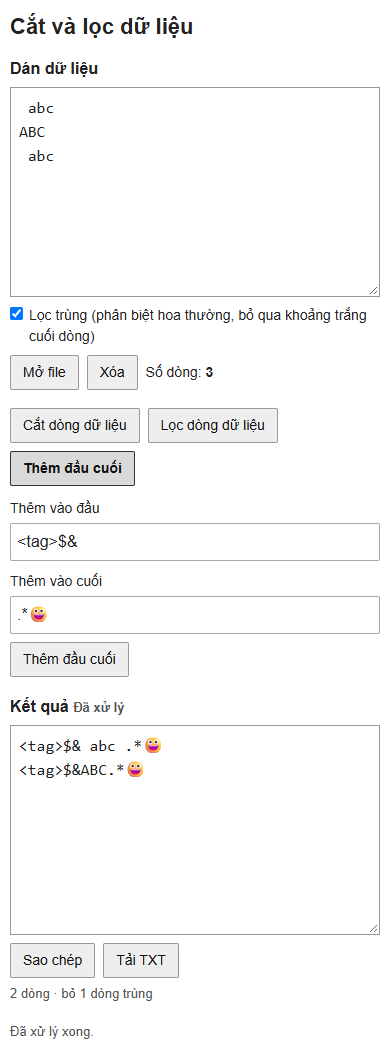 Cắt và lọc dữ liệu
Dán dữ liệu
 abc
ABC
 abc
Lọc trùng (phân biệt hoa thường, bỏ qua khoảng trắng
cuối dòng)
Mở file Xóa Số dòng: 3
Cắt dòng dữ liệu Lọc dòng dữ liệu
Thêm đầu cuối
Thêm vào đầu
<tag>$&
Thêm vào cuối
.*😀
Thêm đầu cuối
Kết quả Đã xử lý
<tag>$& abc .*😀
<tag>$&ABC.*😀
Sao chép Tải TXT
2 dòng · bỏ 1 dòng trùng
Đã xử lý xong.